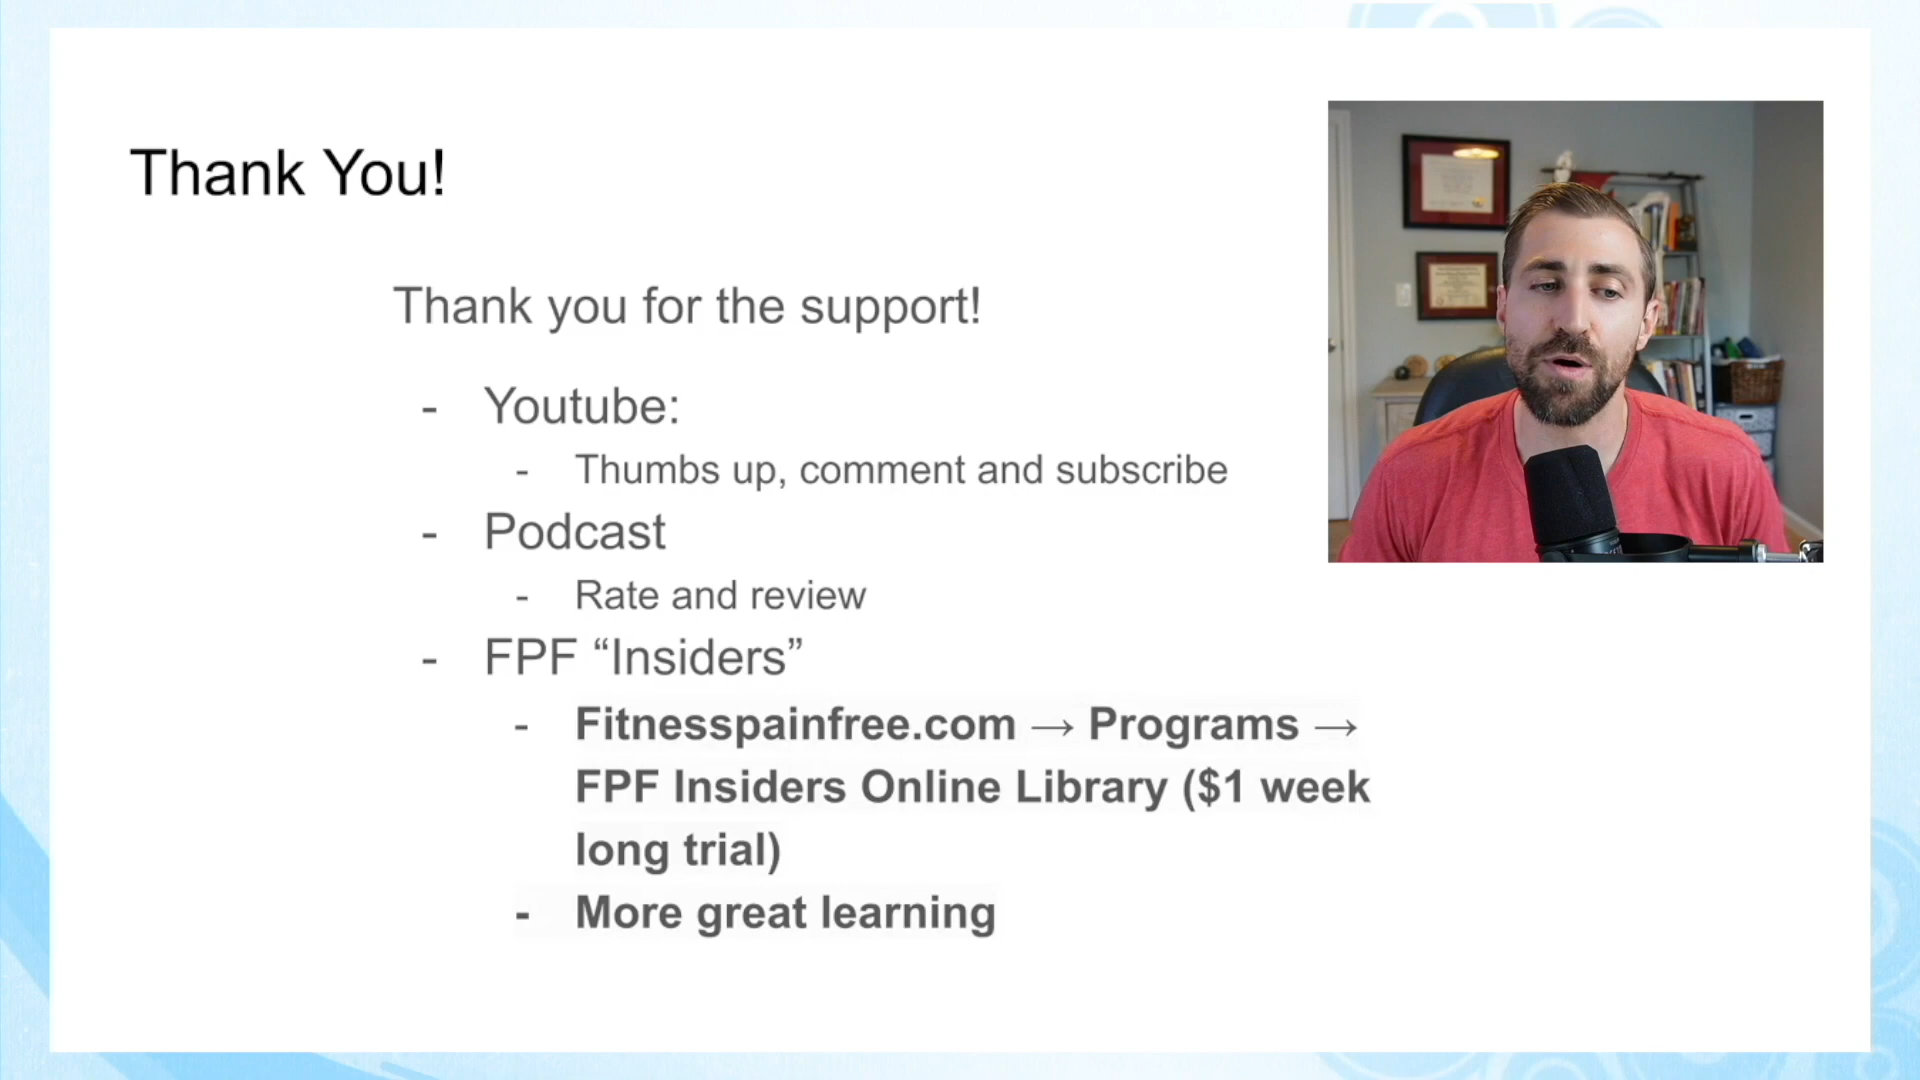 Thank You!
Thank you for the support!
- Youtube:
- Thumbs up, comment and subscribe
- Podcast
- Rate and review
- FPF “Insiders”
- Fitnesspainfree.com → Programs →
FPF Insiders Online Library ($1 week
long trial)
- More great learning